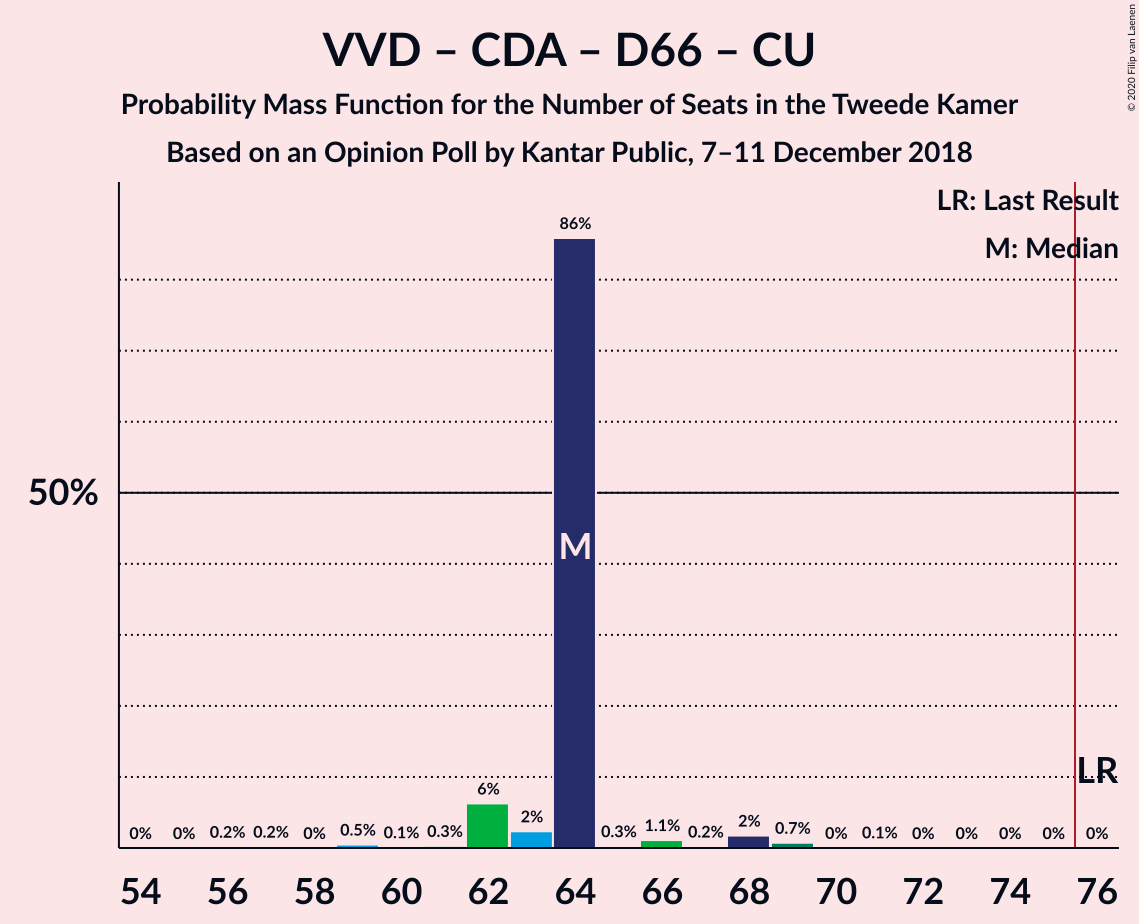 VVD – CDA – D66 – CU
Probability Mass Function for the Number of Seats in the Tweede Kamer
Based on an Opinion Poll by Kantar Public, 7–11 December 2018
© 2020 Filip van Laenen
LR: Last Result
M: Median
86%
50%
M
LR
6%
0% 0% 0.2% 0.2% 0% 0.5% 0.1% 0.3% 2% 0.3% 1.1% 0.2% 2% 0.7% 0% 0.1% 0% 0% 0% 0% 0%
54 56 58 60 62 64 66 68 70 72 74 76